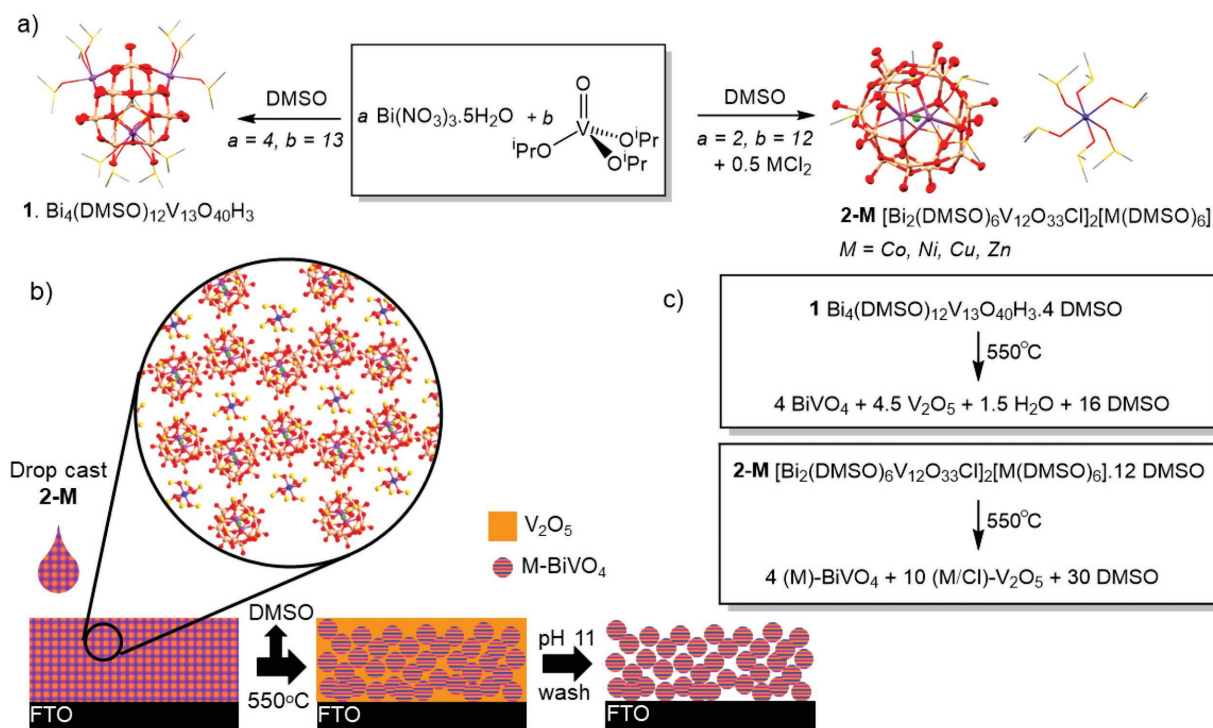 a)
DMSO
a = 4, b = 13
a Bi(NO₃)₃.5H₂O + b
O
V
ⁱPrO
OⁱPr
OⁱPr
DMSO
a = 2, b = 12
+ 0.5 MCl₂
1. Bi₄(DMSO)₁₂V₁₃O₄₀H₃
2-M [Bi₂(DMSO)₆V₁₂O₃₃Cl]₂[M(DMSO)₆]
M = Co, Ni, Cu, Zn
b)
Drop cast
2-M
V₂O₅
M-BiVO₄
DMSO
550°C
pH 11
wash
FTO
FTO
FTO
c)
1 Bi₄(DMSO)₁₂V₁₃O₄₀H₃.4 DMSO
550°C
4 BiVO₄ + 4.5 V₂O₅ + 1.5 H₂O + 16 DMSO
2-M [Bi₂(DMSO)₆V₁₂O₃₃Cl]₂[M(DMSO)₆].12 DMSO
550°C
4 (M)-BiVO₄ + 10 (M/Cl)-V₂O₅ + 30 DMSO